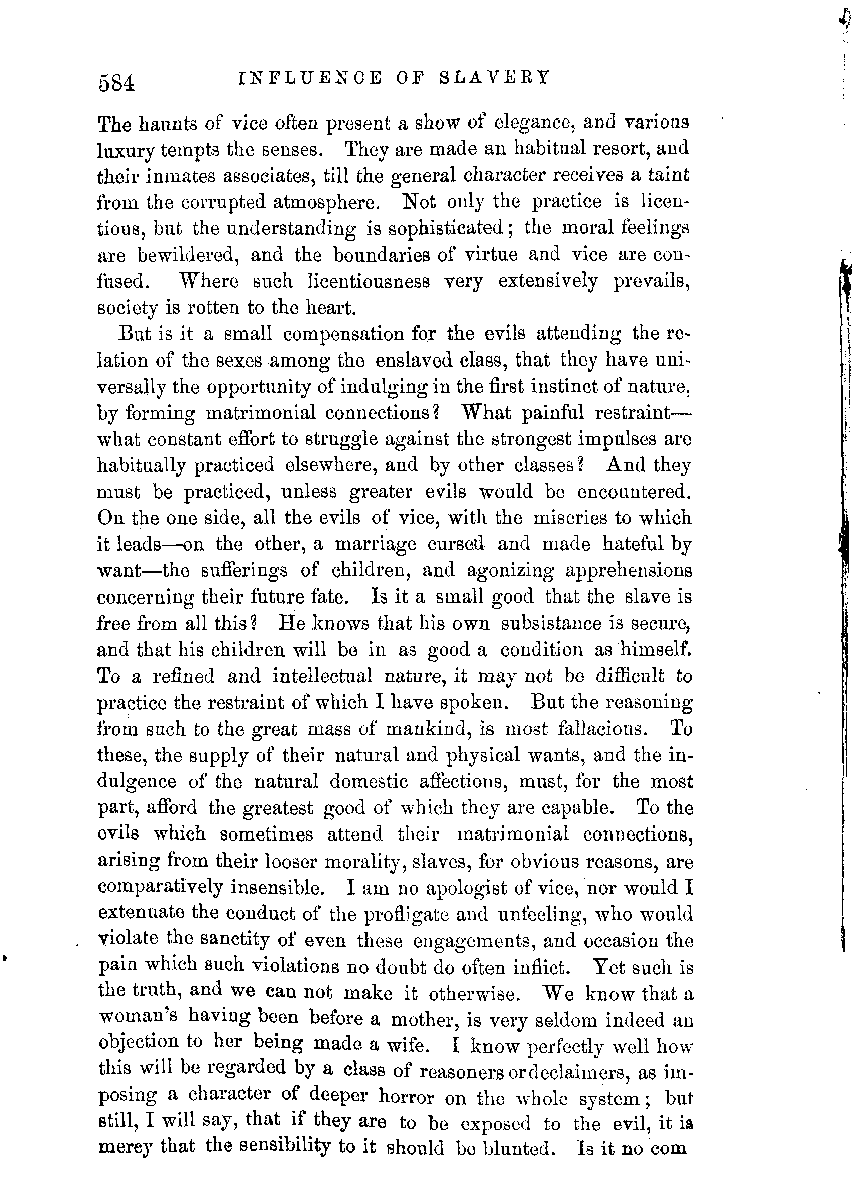 584 INFLUENCE OF SLAVERY
The haunts of vice often present a show of elegance, and various
luxury tempts the senses. They are made an habitual resort, and
their inmates associates, till the general character receives a taint
from the corrupted atmosphere. Not only the practice is licen-
tious, but the understanding is sophisticated; the moral feelings
are bewildered, and the boundaries of virtue and vice are con-
fused. Where such licentiousness very extensively prevails,
society is rotten to the heart.
But is it a small compensation for the evils attending the re-
lation of the sexes among the enslaved class, that they have uni-
versally the opportunity of indulging in the first instinct of nature,
by forming matrimonial connections? What painful restraint—
what constant effort to struggle against the strongest impulses are
habitually practiced elsewhere, and by other classes? And they
must be practiced, unless greater evils would be encountered.
On the one side, all the evils of vice, with the miseries to which
it leads—on the other, a marriage cursed and made hateful by
want—the sufferings of children, and agonizing apprehensions
concerning their future fate. Is it a small good that the slave is
free from all this? He knows that his own subsistance is secure,
and that his children will be in as good a condition as himself.
To a refined and intellectual nature, it may not be difficult to
practice the restraint of which I have spoken. But the reasoning
from such to the great mass of mankind, is most fallacious. To
these, the supply of their natural and physical wants, and the in-
dulgence of the natural domestic affections, must, for the most
part, afford the greatest good of which they are capable. To the
evils which sometimes attend their matrimonial connections,
arising from their looser morality, slaves, for obvious reasons, are
comparatively insensible. I am no apologist of vice, nor would I
extenuate the conduct of the profligate and unfeeling, who would
violate the sanctity of even these engagements, and occasion the
pain which such violations no doubt do often inflict. Yet such is
the truth, and we can not make it otherwise. We know that a
woman's having been before a mother, is very seldom indeed an
objection to her being made a wife. I know perfectly well how
this will be regarded by a class of reasoners or declaimers, as im-
posing a character of deeper horror on the whole system; but
still, I will say, that if they are to be exposed to the evil, it is
mercy that the sensibility to it should be blunted. Is it no com